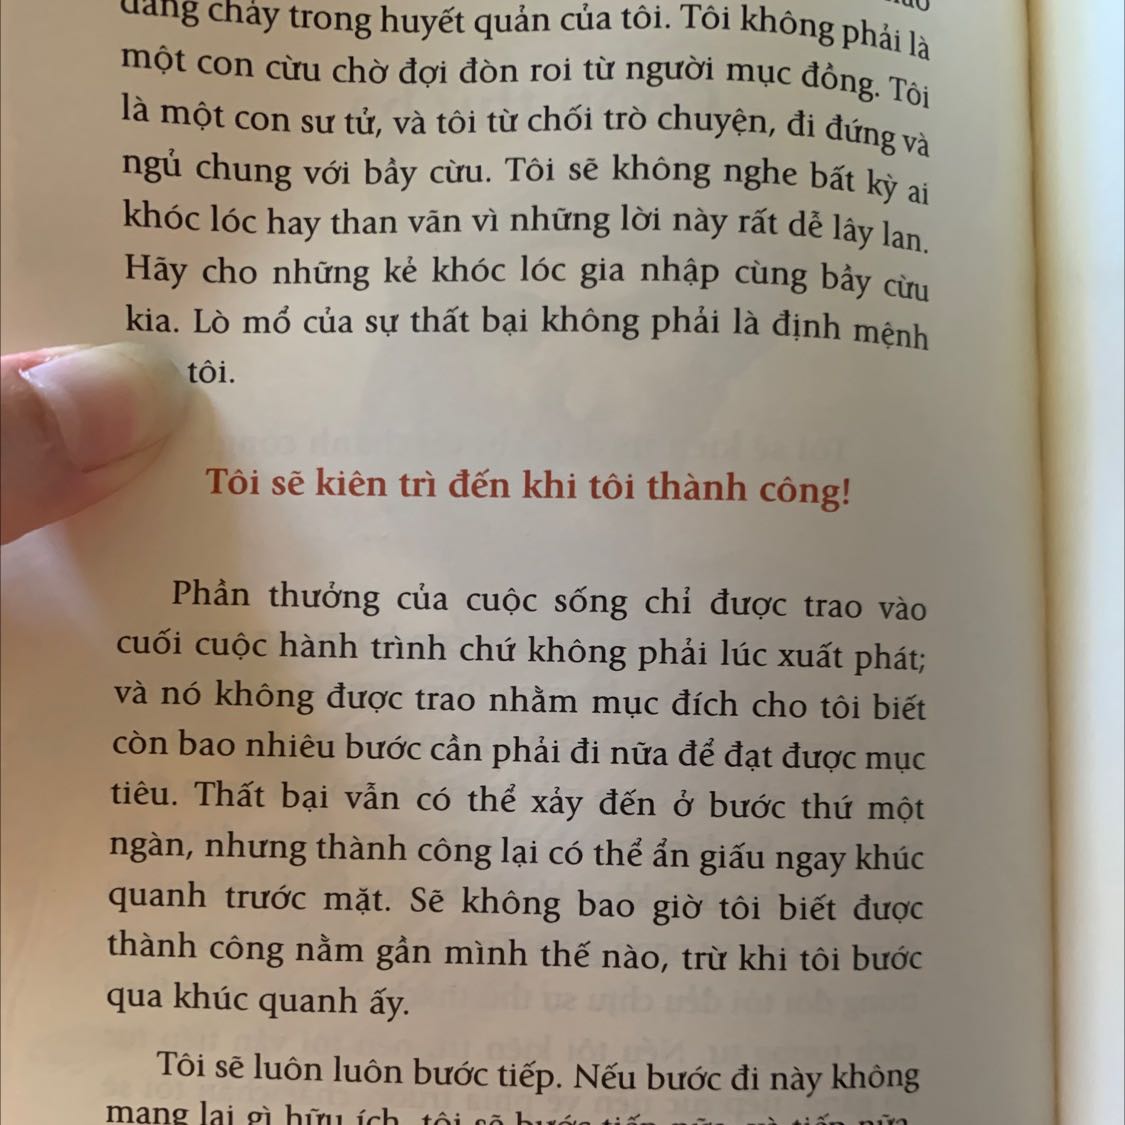 đang chảy trong huyết quản của tôi. Tôi không phải là
một con cừu chờ đợi đòn roi từ người mục đồng. Tôi
là một con sư tử, và tôi từ chối trò chuyện, đi đứng và
ngủ chung với bầy cừu. Tôi sẽ không nghe bất kỳ ai
khóc lóc hay than vãn vì những lời này rất dễ lây lan.
Hãy cho những kẻ khóc lóc gia nhập cùng bầy cừu
kia. Lò mổ của sự thất bại không phải là định mệnh
tôi.
Tôi sẽ kiên trì đến khi tôi thành công!
Phần thưởng của cuộc sống chỉ được trao vào
cuối cuộc hành trình chứ không phải lúc xuất phát;
và nó không được trao nhằm mục đích cho tôi biết
còn bao nhiêu bước cần phải đi nữa để đạt được mục
tiêu. Thất bại vẫn có thể xảy đến ở bước thứ một
ngàn, nhưng thành công lại có thể ẩn giấu ngay khúc
quanh trước mặt. Sẽ không bao giờ tôi biết được
thành công nằm gần mình thế nào, trừ khi tôi bước
qua khúc quanh ấy.
Tôi sẽ luôn luôn bước tiếp. Nếu bước đi này không
mang lại gì hữu ích, tôi sẽ bước tiếp nữa, và tiếp nữa.